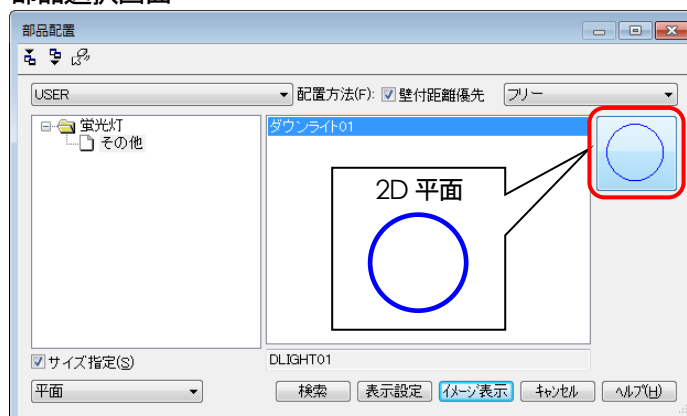 部品選択画面
部品配置
USER
配置方法(F): 壁付距離優先 フリー
蛍光灯
その他
ダウンライト01
2D 平面
サイズ指定(S)
DLIGHT01
平面
検索 表示設定 イメージ表示 キャンセル ヘルプ(H)